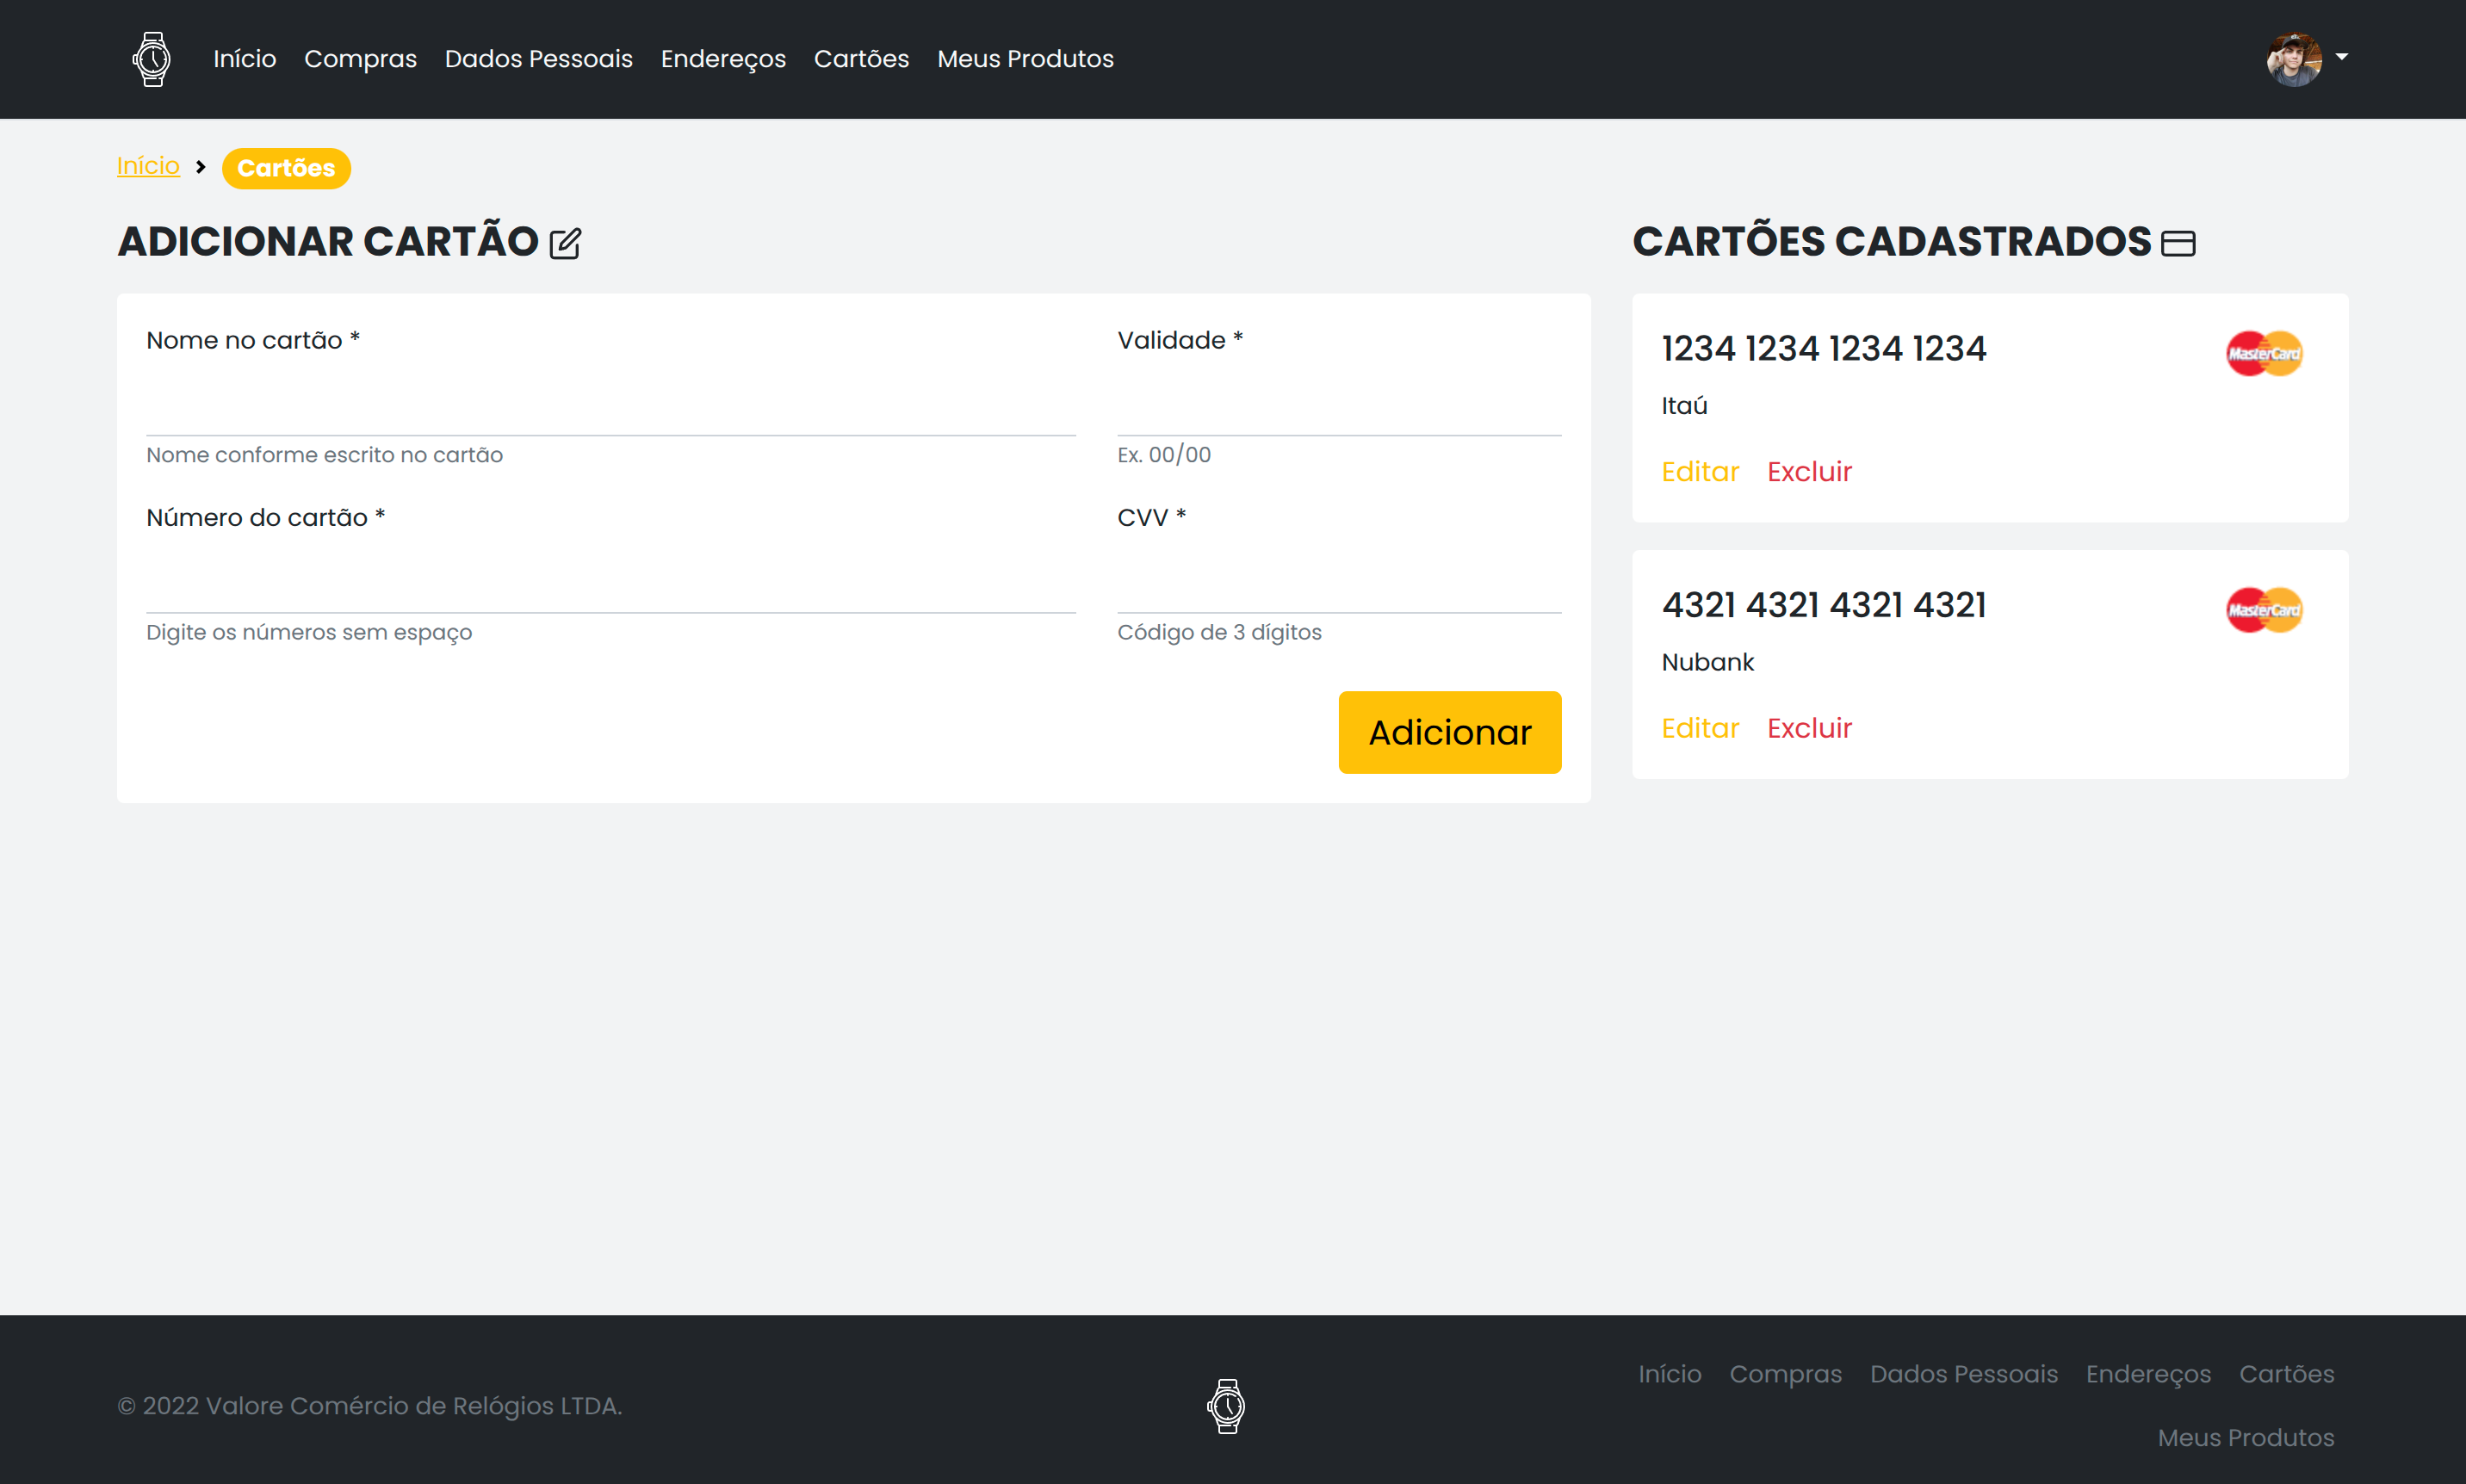 Início Compras Dados Pessoais Endereços Cartões Meus Produtos
Início Cartões
ADICIONAR CARTÃO
Nome no cartão *
Validade *
Nome conforme escrito no cartão
Ex. 00/00
Número do cartão *
CVV *
Digite os números sem espaço
Código de 3 dígitos
Adicionar
CARTÕES CADASTRADOS
1234 1234 1234 1234
MasterCard
Itaú
Editar Excluir
4321 4321 4321 4321
MasterCard
Nubank
Editar Excluir
© 2022 Valore Comércio de Relógios LTDA.
Início Compras Dados Pessoais Endereços Cartões
Meus Produtos